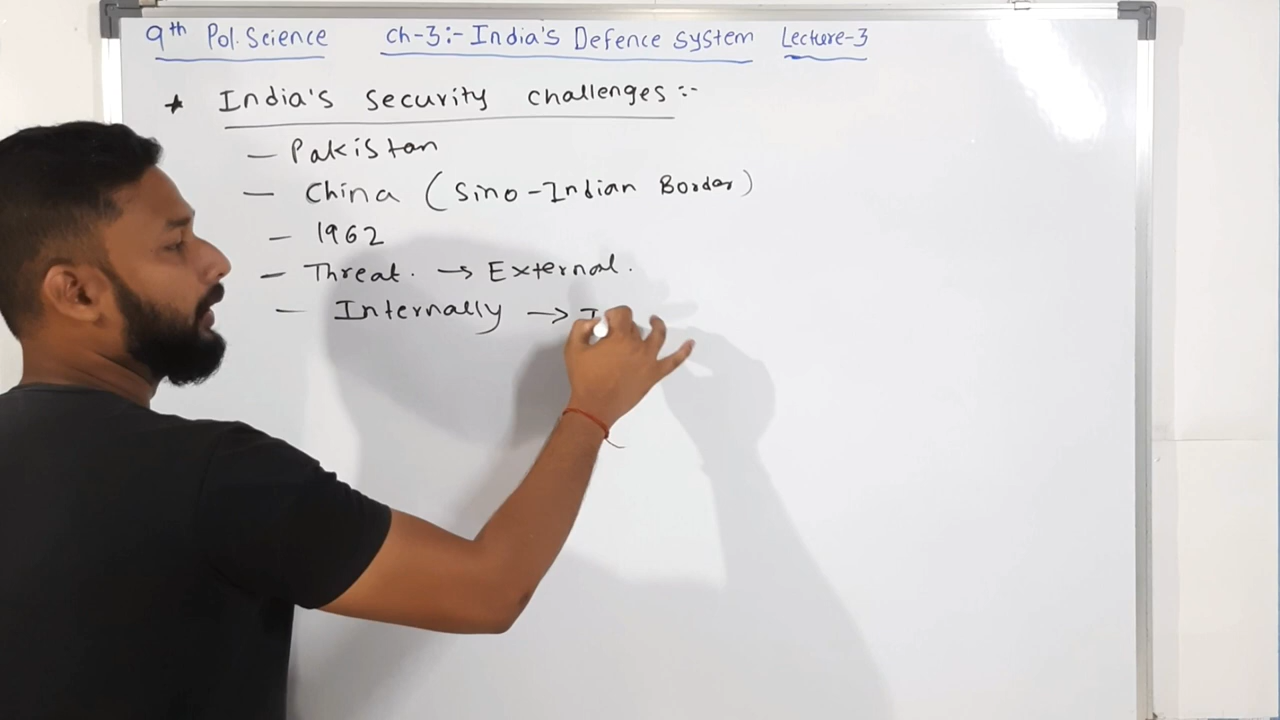 9th Pol. Science Ch-3:- India's Defence system Lecture-3
* India's security challenges :-
- Pakistan
- China (Sino-Indian Border)
- 1962
- Threat. → External.
- Internally → I